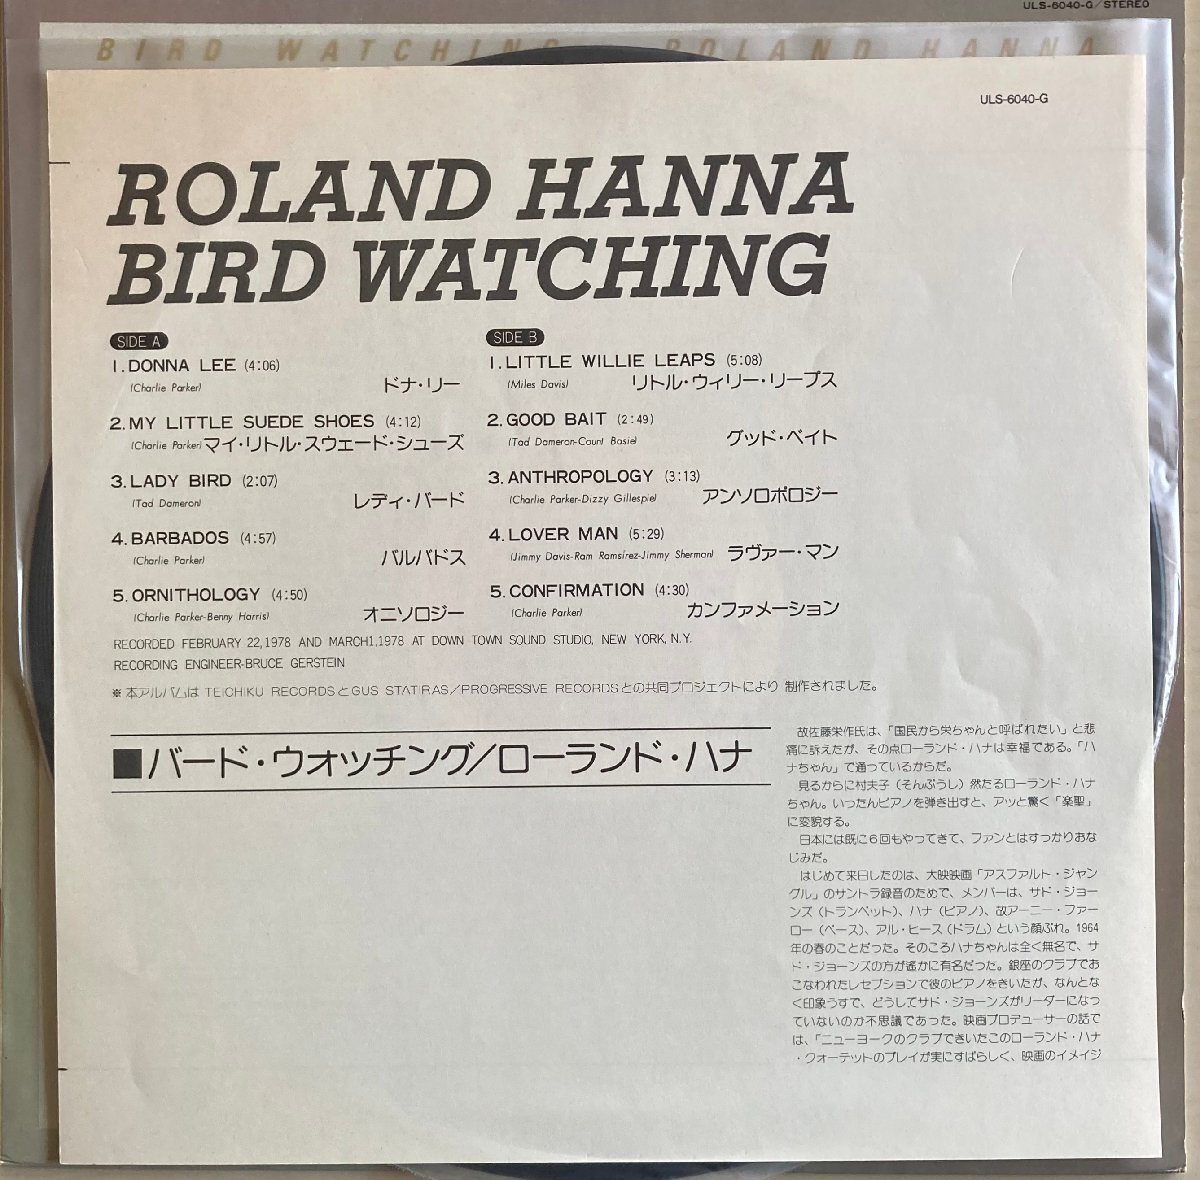 ULS-6040-G/STEREO
BIRD WATCHING ROLAND HANNA
ULS-6040-G
ROLAND HANNA
BIRD WATCHING
SIDE A
1.DONNA LEE (4:06)
(Charlie Parker) ドナ・リー
2.MY LITTLE SUEDE SHOES (4:12)
(Charlie Parker) マイ・リトル・スウェード・シューズ
3.LADY BIRD (2:07)
(Tad Dameron) レディ・バード
4.BARBADOS (4:57)
(Charlie Parker) バルバドス
5.ORNITHOLOGY (4:50)
(Charlie Parker-Benny Harris) オニソロジー
SIDE B
1.LITTLE WILLIE LEAPS (5:08)
(Miles Davis) リトル・ウィリー・リープス
2.GOOD BAIT (2:49)
(Tad Dameron-Count Basie) グッド・ベイト
3.ANTHROPOLOGY (3:13)
(Charlie Parker-Dizzy Gillespie) アンソロポロジー
4.LOVER MAN (5:29)
(Jimmy Davis-Ram Ramsirez-Jimmy Sherman) ラヴァー・マン
5.CONFIRMATION (4:30)
(Charlie Parker) カンファメーション
RECORDED FEBRUARY 22,1978 AND MARCH1,1978 AT DOWN TOWN SOUND STUDIO, NEW YORK, N.Y.
RECORDING ENGINEER-BRUCE GERSTEIN
※本アルバムは TEICHIKU RECORDSとGUS STATIRAS/PROGRESSIVE RECORDSとの共同プロジェクトにより 制作されました。
■バード・ウォッチング/ローランド・ハナ
故佐藤栄作氏は、「国民から栄ちゃんと呼ばれたい」と悲
痛に訴えたが、その点ローランド・ハナは幸福である。「ハ
ナちゃん」で通っているからだ。
見るからに村夫子（そんぷうし）然たるローランド・ハナ
ちゃん。いったんピアノを弾き出すと、アッと驚く「楽聖」
に変貌する。
日本には既に6回もやってきて、ファンとはすっかりおな
じみだ。
はじめて来日したのは、大映映画「アスファルト・ジャン
グル」のサントラ録音のためで、メンバーは、サド・ジョー
ンズ（トランペット）、ハナ（ピアノ）、故アーニー・ファー
ロー（ベース）、アル・ヒース（ドラム）という顔ぶれ。1964
年の春のことだった。そのころハナちゃんは全く無名で、サ
ド・ジョーンズの方が遙かに有名だった。銀座のクラブでお
こなわれたレセプションで彼のピアノをきいたが、なんとな
く印象うすで、どうしてサド・ジョーンズがリーダーになっ
ていないのか不思議であった。映画プロデューサーの話で
は、「ニューヨークのクラブできいたこのローランド・ハナ
・クォーテットのプレイが実にすばらしく、映画のイメイジ